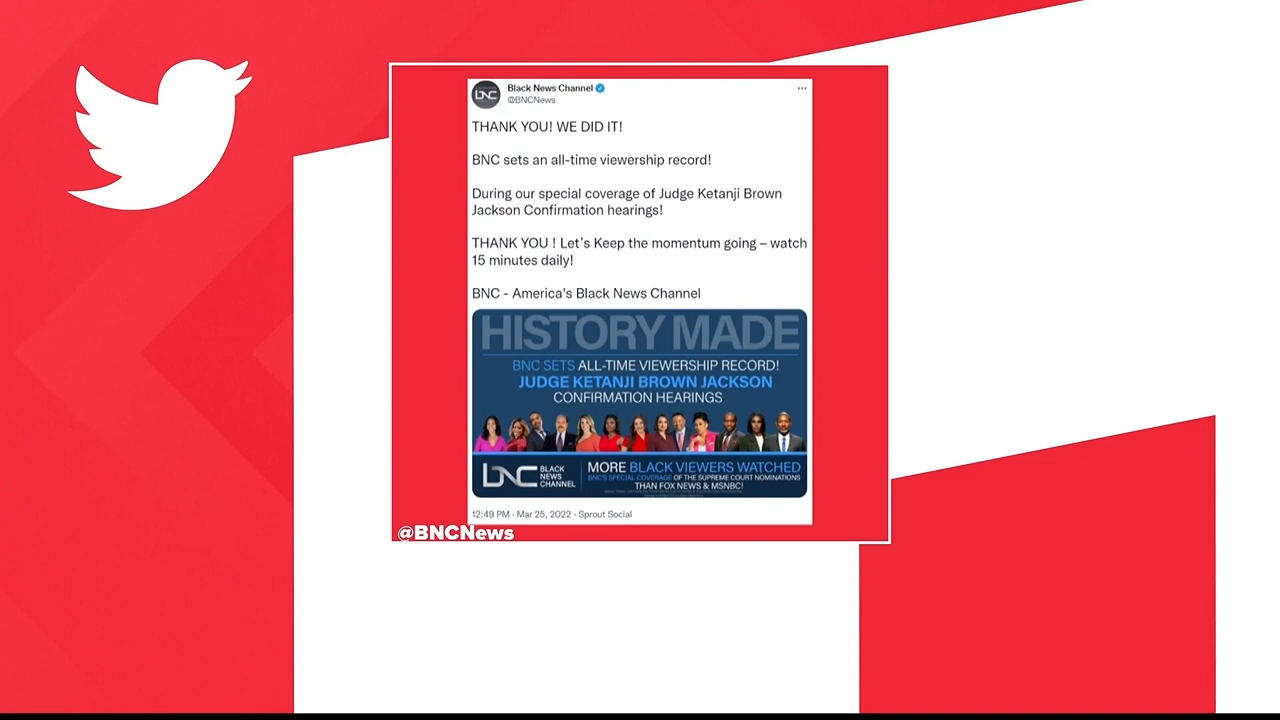 BNC
Black News Channel
@BNCNews
THANK YOU! WE DID IT!
BNC sets an all-time viewership record!
During our special coverage of Judge Ketanji Brown
Jackson Confirmation hearings!
THANK YOU ! Let's Keep the momentum going – watch
15 minutes daily!
BNC - America's Black News Channel
HISTORY MADE
BNC SETS ALL-TIME VIEWERSHIP RECORD!
JUDGE KETANJI BROWN JACKSON
CONFIRMATION HEARINGS
BNC
BLACK
NEWS
CHANNEL
MORE BLACK VIEWERS WATCHED
BNC'S SPECIAL COVERAGE OF THE SUPREME COURT NOMINATIONS
THAN FOX NEWS & MSNBC!
12:49 PM · Mar 25, 2022 · Sprout Social
@BNCNews